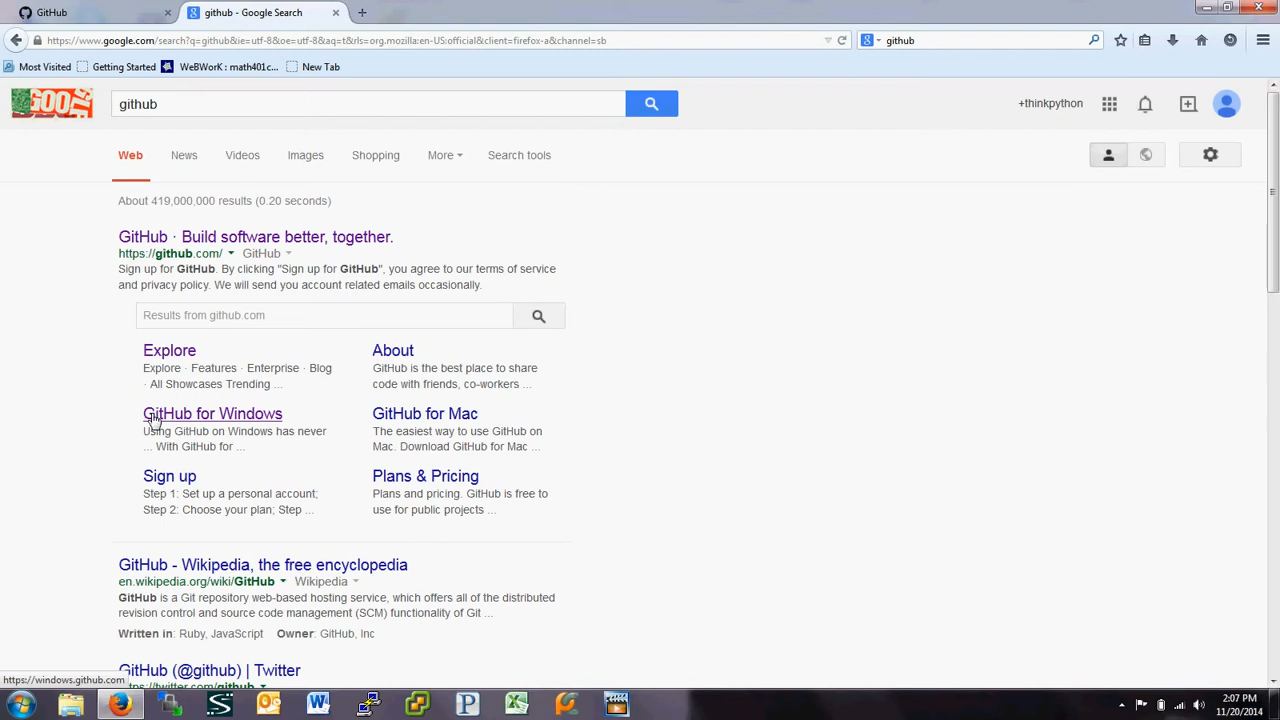 GitHub
github - Google Search
https://www.google.com/search?q=github&ie=utf-8&oe=utf-8&aq=t&rls=org.mozilla:en-US:official&client=firefox-a&channel=sb
github
Most Visited
Getting Started
WeBWorK : math401c...
New Tab
github
+thinkpython
Web
News
Videos
Images
Shopping
More
Search tools
About 419,000,000 results (0.20 seconds)
GitHub · Build software better, together.
https://github.com/ GitHub
Sign up for GitHub. By clicking "Sign up for GitHub", you agree to our terms of service
and privacy policy. We will send you account related emails occasionally.
Results from github.com
Explore
Explore · Features · Enterprise · Blog
· All Showcases Trending ...
About
GitHub is the best place to share
code with friends, co-workers ...
GitHub for Windows
Using GitHub on Windows has never
... With GitHub for ...
GitHub for Mac
The easiest way to use GitHub on
Mac. Download GitHub for Mac ...
Sign up
Step 1: Set up a personal account;
Step 2: Choose your plan; Step ...
Plans & Pricing
Plans and pricing. GitHub is free to
use for public projects ...
GitHub - Wikipedia, the free encyclopedia
en.wikipedia.org/wiki/GitHub Wikipedia
GitHub is a Git repository web-based hosting service, which offers all of the distributed
revision control and source code management (SCM) functionality of Git ...
Written in: Ruby, JavaScript Owner: GitHub, Inc
GitHub (@github) | Twitter
https://twitter.com/github
https://windows.github.com
2:07 PM
11/20/2014